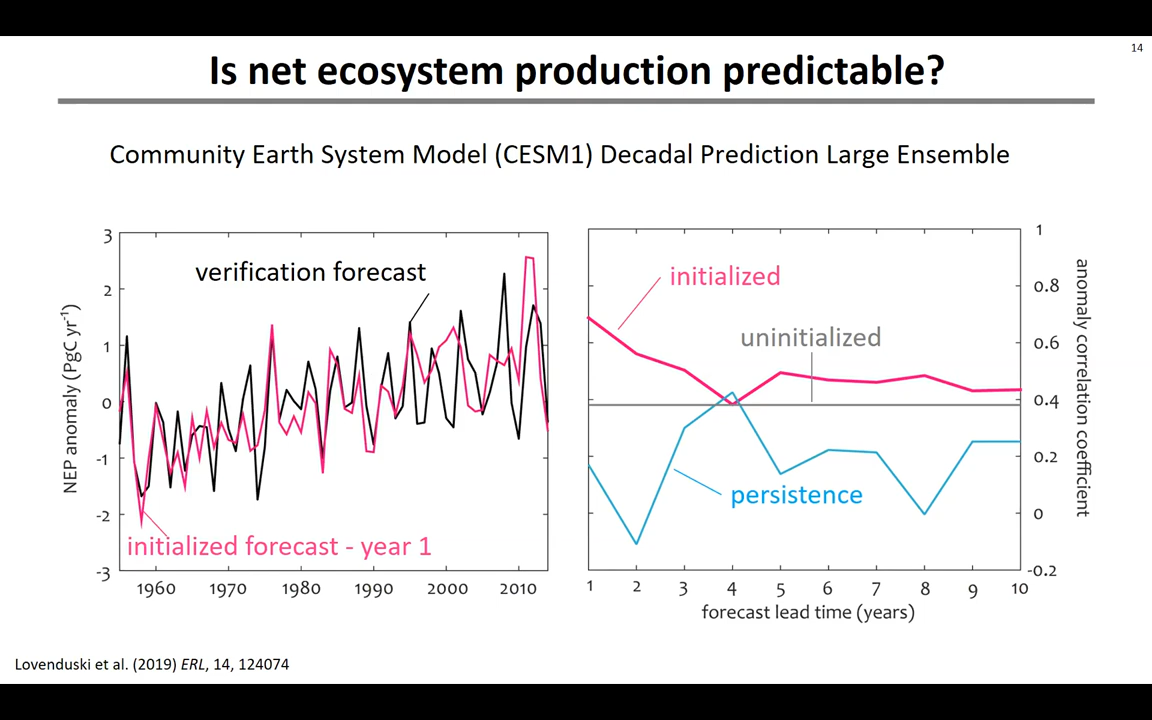 14
Is net ecosystem production predictable?
Community Earth System Model (CESM1) Decadal Prediction Large Ensemble
NEP anomaly (PgC yr⁻¹)
3
2
1
0
-1
-2
-3
verification forecast
initialized forecast - year 1
1960 1970 1980 1990 2000 2010
initialized
uninitialized
persistence
1
0.8
0.6
0.4
0.2
0
-0.2
anomaly correlation coefficient
1 2 3 4 5 6 7 8 9 10
forecast lead time (years)
Lovenduski et al. (2019) ERL, 14, 124074